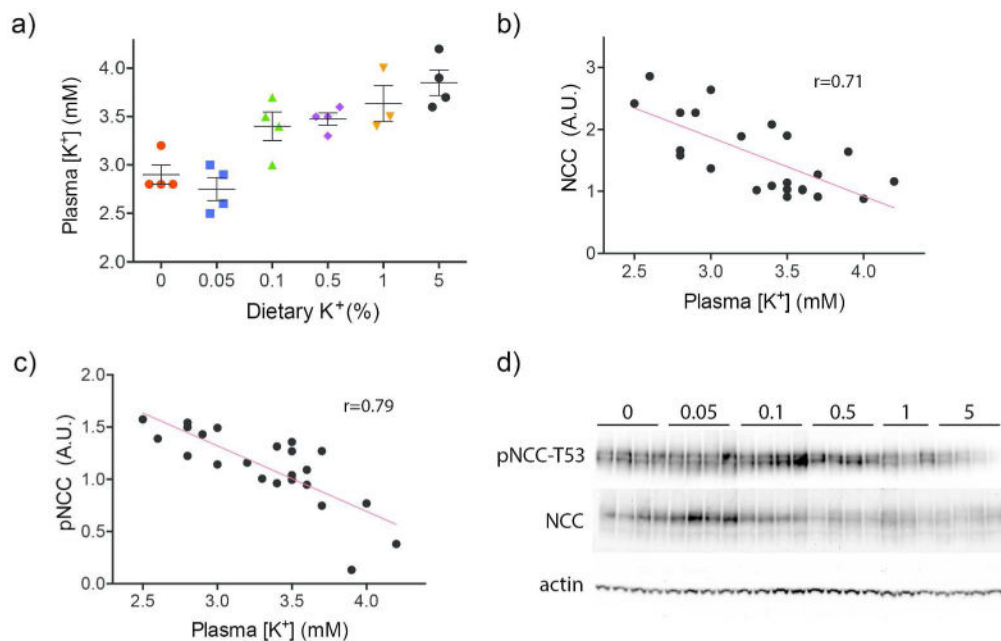 a)
Plasma [K⁺] (mM)
4.5
4.0
3.5
3.0
2.5
2.0
0 0.05 0.1 0.5 1 5
Dietary K⁺(%)
b)
NCC (A.U.)
3
2
1
0
r=0.71
2.5 3.0 3.5 4.0
Plasma [K⁺] (mM)
c)
pNCC (A.U.)
2.0
1.5
1.0
0.5
0.0
r=0.79
2.5 3.0 3.5 4.0
Plasma [K⁺] (mM)
d)
0 0.05 0.1 0.5 1 5
pNCC-T53
NCC
actin